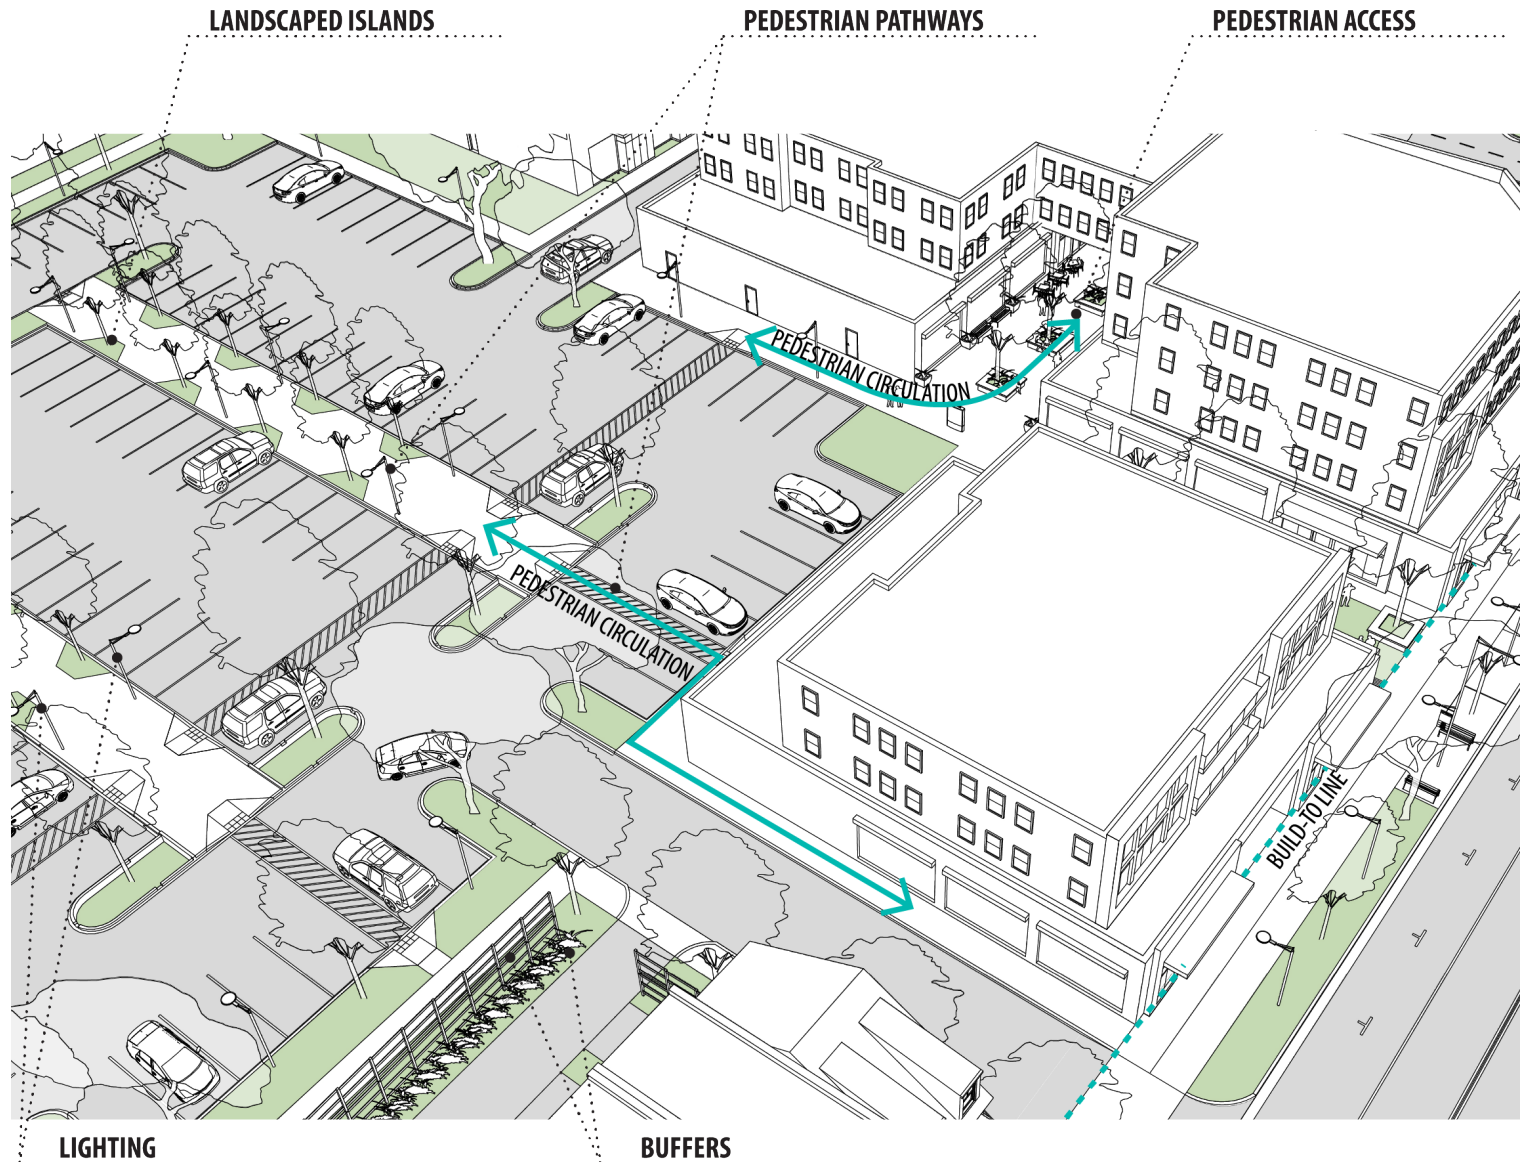 LANDSCAPED ISLANDS
PEDESTRIAN PATHWAYS
PEDESTRIAN ACCESS
PEDESTRIAN CIRCULATION
PEDESTRIAN CIRCULATION
BUILD-TO LINE
LIGHTING
BUFFERS